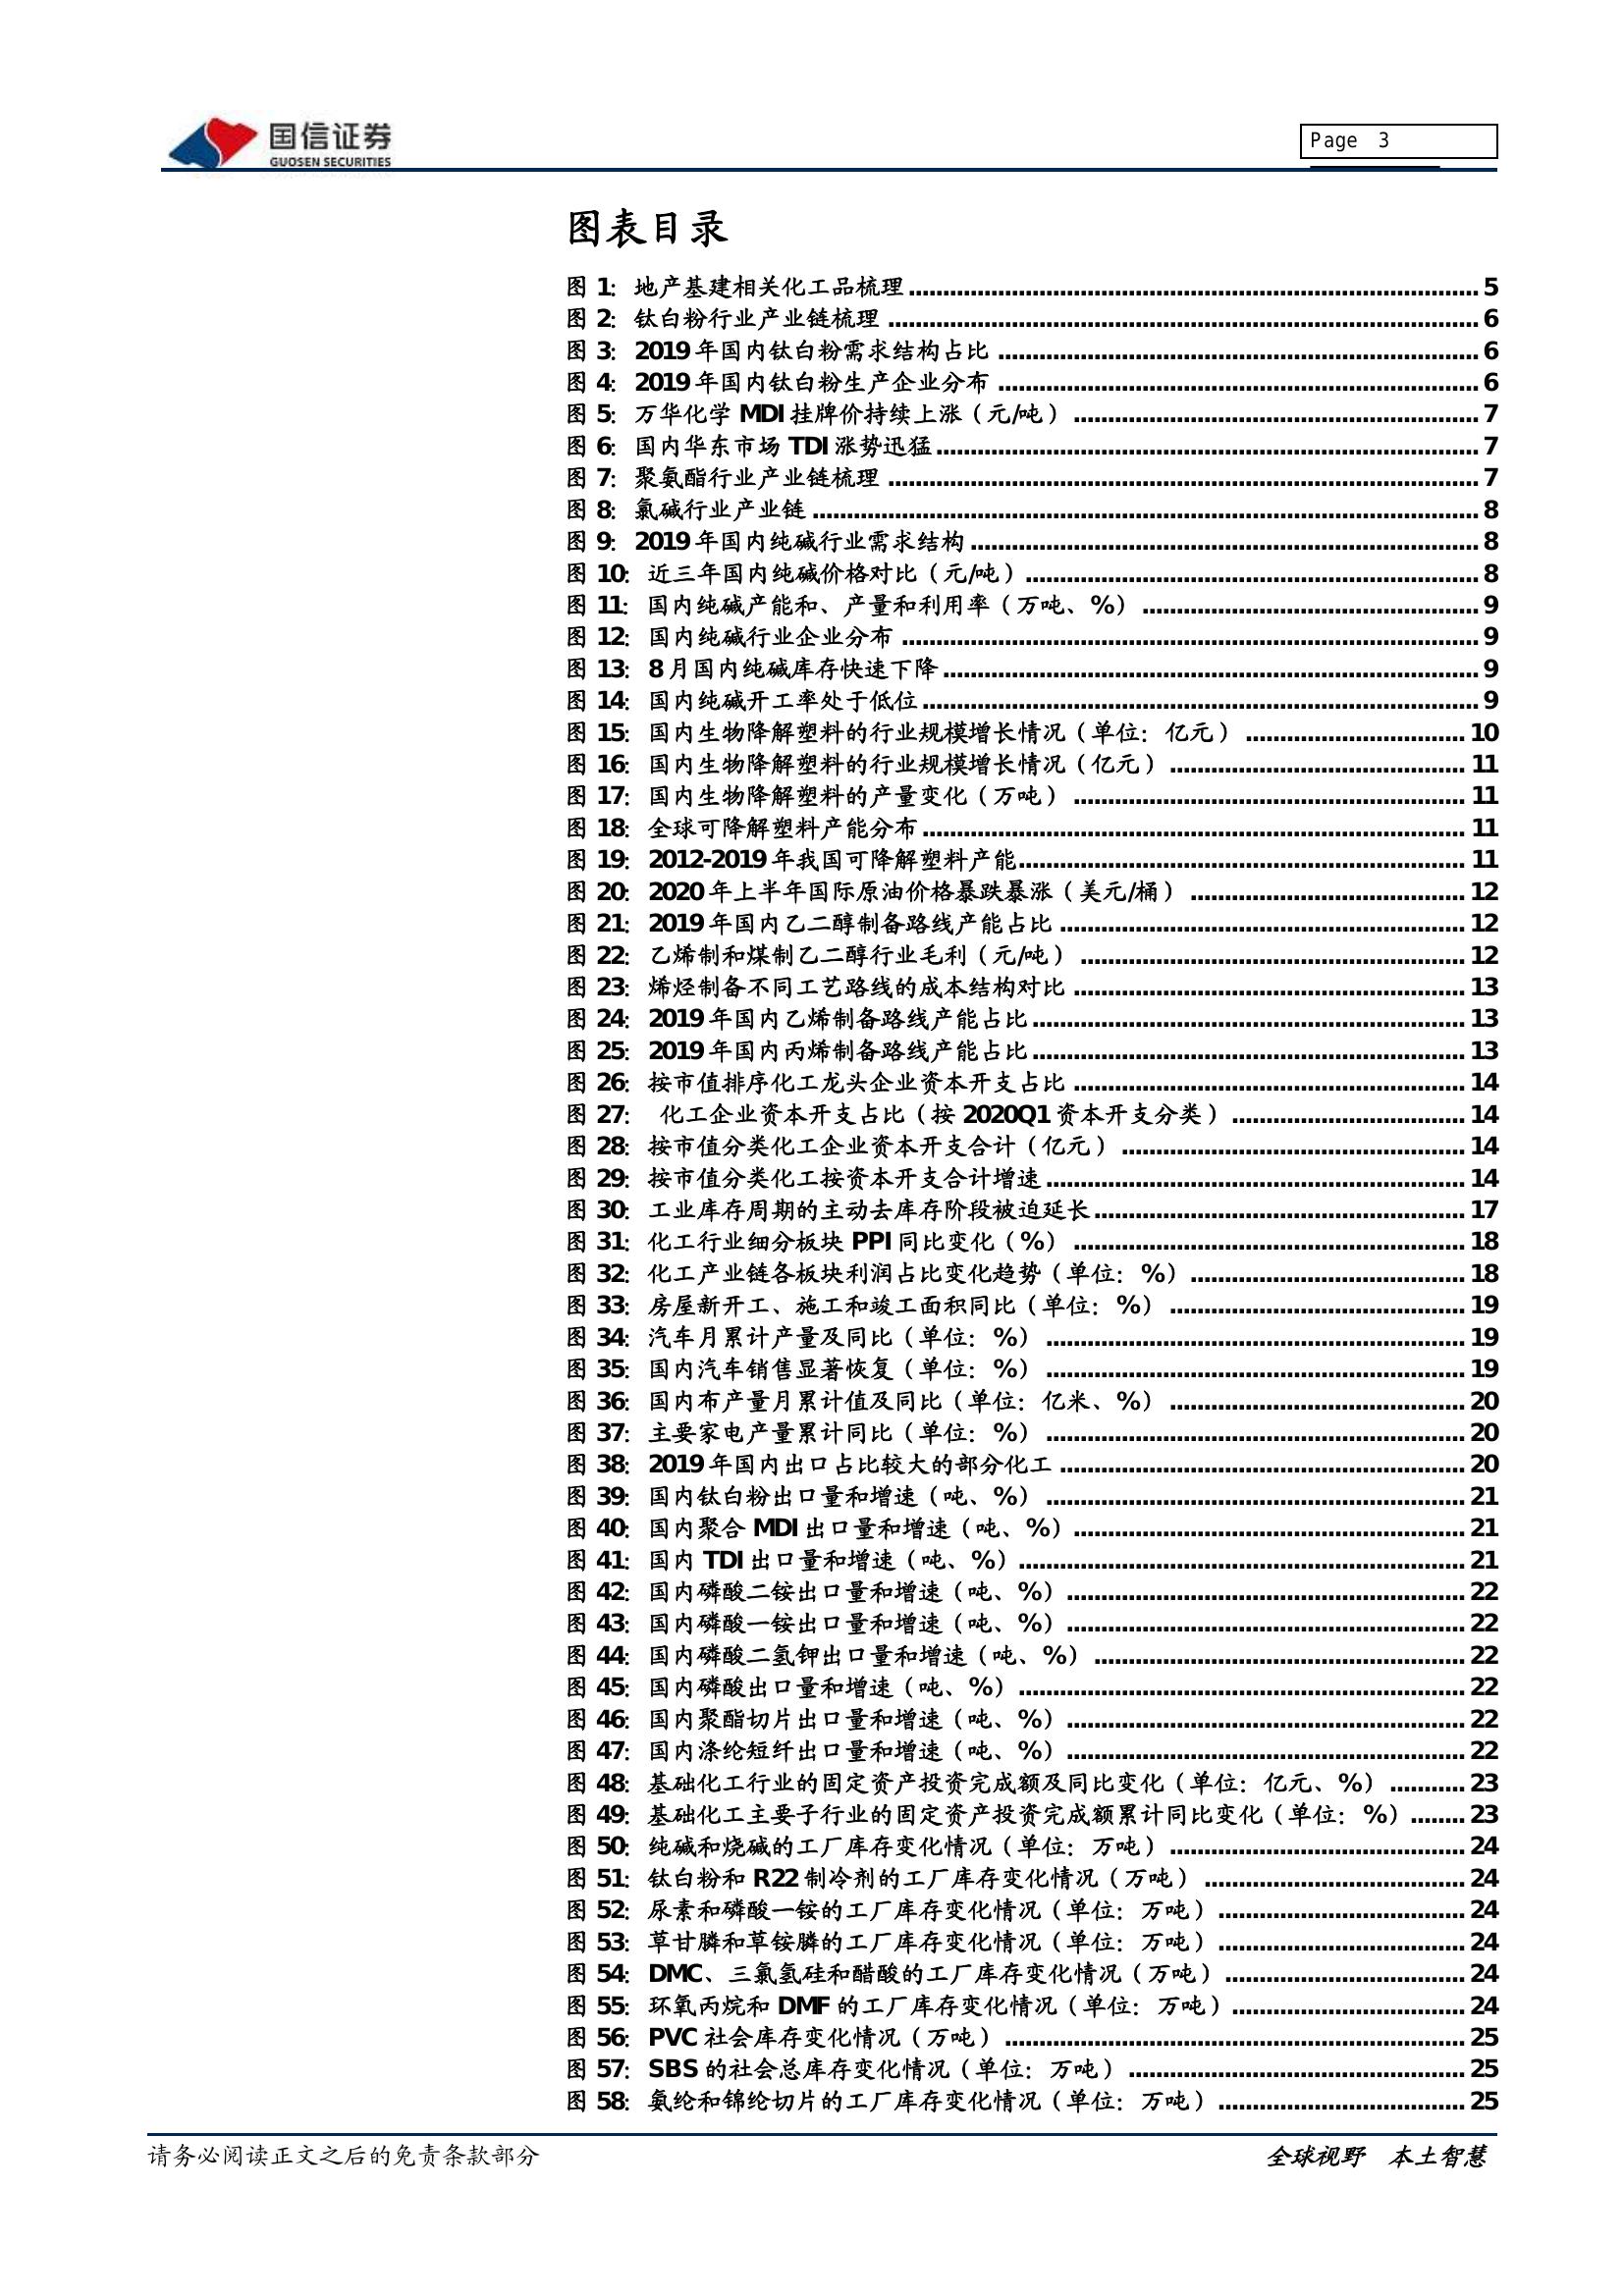 国信证券
GUOSEN SECURITIES
Page 3
图表目录
图 1：地产基建相关化工品梳理 5
图 2：钛白粉行业产业链梳理 6
图 3：2019 年国内钛白粉需求结构占比 6
图 4：2019 年国内钛白粉生产企业分布 6
图 5：万华化学 MDI 挂牌价持续上涨（元/吨） 7
图 6：国内华东市场 TDI 涨势迅猛 7
图 7：聚氨酯行业产业链梳理 7
图 8：氯碱行业产业链 8
图 9：2019 年国内纯碱行业需求结构 8
图 10：近三年国内纯碱价格对比（元/吨） 8
图 11：国内纯碱产能和、产量和利用率（万吨、%） 9
图 12：国内纯碱行业企业分布 9
图 13：8 月国内纯碱库存快速下降 9
图 14：国内纯碱开工率处于低位 9
图 15：国内生物降解塑料的行业规模增长情况（单位：亿元） 10
图 16：国内生物降解塑料的行业规模增长情况（亿元） 11
图 17：国内生物降解塑料的产量变化（万吨） 11
图 18：全球可降解塑料产能分布 11
图 19：2012-2019 年我国可降解塑料产能 11
图 20：2020 年上半年国际原油价格暴跌暴涨（美元/桶） 12
图 21：2019 年国内乙二醇制备路线产能占比 12
图 22：乙烯制和煤制乙二醇行业毛利（元/吨） 12
图 23：烯烃制备不同工艺路线的成本结构对比 13
图 24：2019 年国内乙烯制备路线产能占比 13
图 25：2019 年国内丙烯制备路线产能占比 13
图 26：按市值排序化工龙头企业资本开支占比 14
图 27： 化工企业资本开支占比（按 2020Q1 资本开支分类） 14
图 28：按市值分类化工企业资本开支合计（亿元） 14
图 29：按市值分类化工按资本开支合计增速 14
图 30：工业库存周期的主动去库存阶段被迫延长 17
图 31：化工行业细分板块 PPI 同比变化（%） 18
图 32：化工产业链各板块利润占比变化趋势（单位：%） 18
图 33：房屋新开工、施工和竣工面积同比（单位：%） 19
图 34：汽车月累计产量及同比（单位：%） 19
图 35：国内汽车销售显著恢复（单位：%） 19
图 36：国内布产量月累计值及同比（单位：亿米、%） 20
图 37：主要家电产量累计同比（单位：%） 20
图 38：2019 年国内出口占比较大的部分化工 20
图 39：国内钛白粉出口量和增速（吨、%） 21
图 40：国内聚合 MDI 出口量和增速（吨、%） 21
图 41：国内 TDI 出口量和增速（吨、%） 21
图 42：国内磷酸二铵出口量和增速（吨、%） 22
图 43：国内磷酸一铵出口量和增速（吨、%） 22
图 44：国内磷酸二氢钾出口量和增速（吨、%） 22
图 45：国内磷酸出口量和增速（吨、%） 22
图 46：国内聚酯切片出口量和增速（吨、%） 22
图 47：国内涤纶短纤出口量和增速（吨、%） 22
图 48：基础化工行业的固定资产投资完成额及同比变化（单位：亿元、%） 23
图 49：基础化工主要子行业的固定资产投资完成额累计同比变化（单位：%） 23
图 50：纯碱和烧碱的工厂库存变化情况（单位：万吨） 24
图 51：钛白粉和 R22 制冷剂的工厂库存变化情况（万吨） 24
图 52：尿素和磷酸一铵的工厂库存变化情况（单位：万吨） 24
图 53：草甘膦和草铵膦的工厂库存变化情况（单位：万吨） 24
图 54：DMC、三氯氢硅和醋酸的工厂库存变化情况（万吨） 24
图 55：环氧丙烷和 DMF 的工厂库存变化情况（单位：万吨） 24
图 56：PVC 社会库存变化情况（万吨） 25
图 57：SBS 的社会总库存变化情况（单位：万吨） 25
图 58：氨纶和锦纶切片的工厂库存变化情况（单位：万吨） 25
请务必阅读正文之后的免责条款部分
全球视野 本土智慧